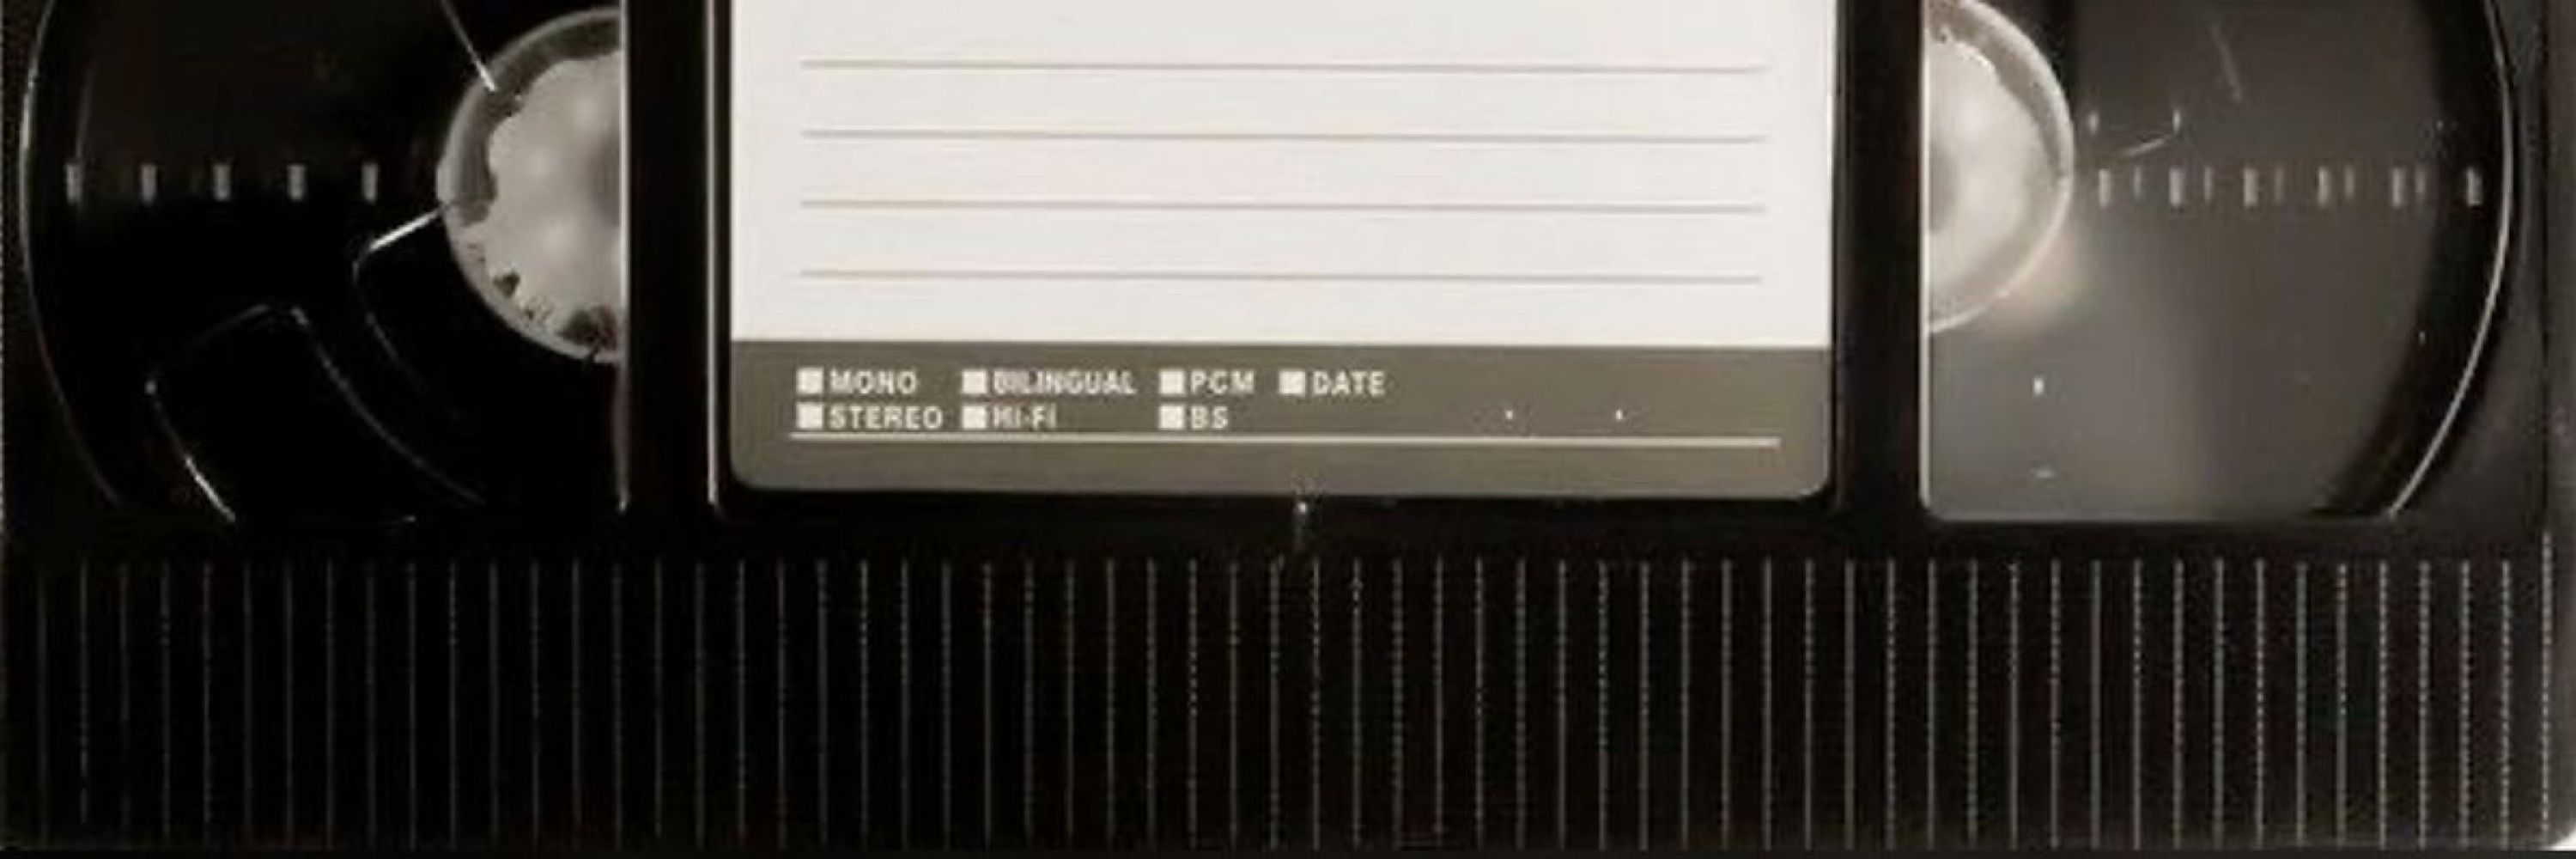 MONO BILINGUAL PCM DATE
STEREO Hi-Fi BS